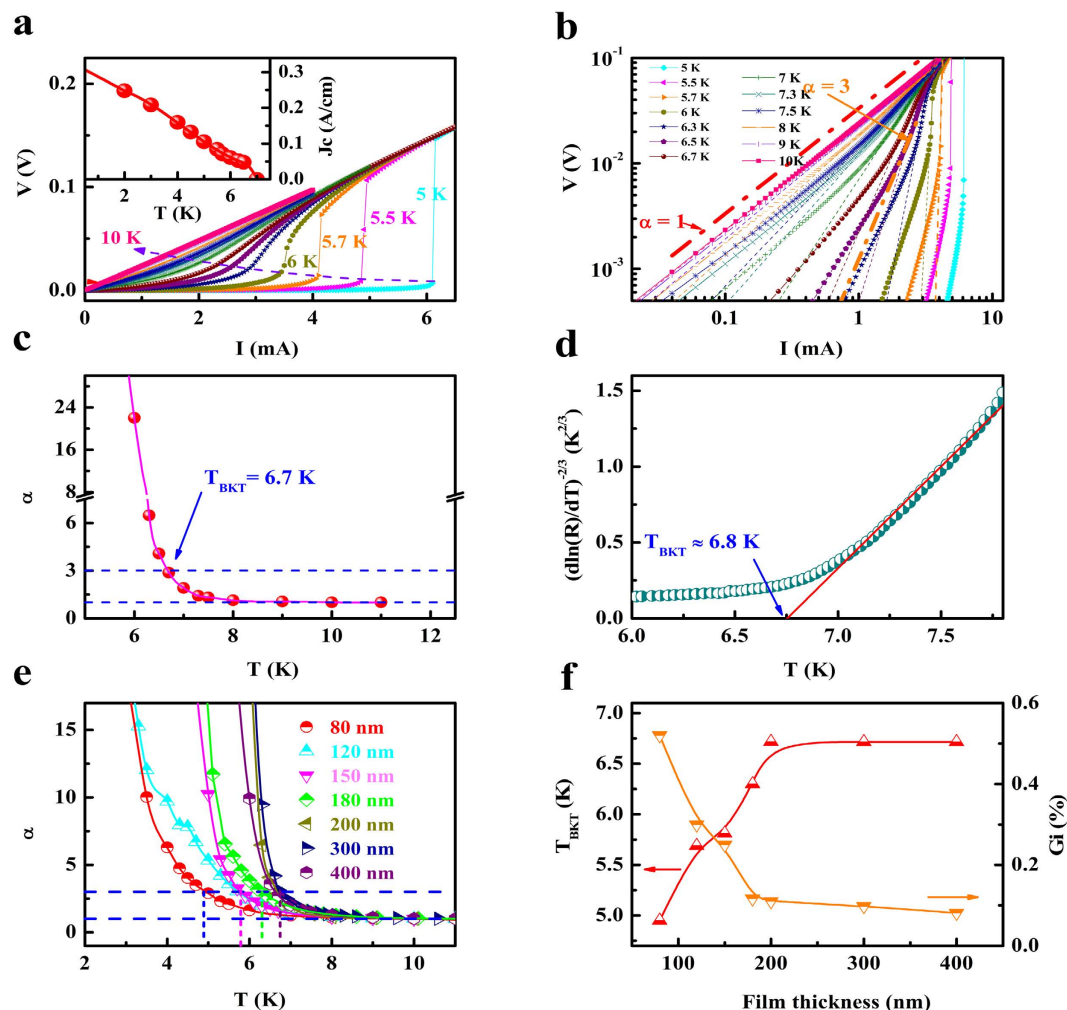 a
V (V)
0.2
0.1
0.0
0
2
4
6
I (mA)
Jc (A/cm)
0.3
0.2
0.1
0.0
2
4
6
T (K)
10 K
6 K
5.7 K
5.5 K
5 K
b
V (V)
10⁻¹
10⁻²
10⁻³
0.1
1
10
I (mA)
5 K
5.5 K
5.7 K
6 K
6.3 K
6.5 K
6.7 K
7 K
7.3 K
7.5 K
8 K
9 K
10K
α = 3
α = 1
c
α
24
16
8
6
3
0
6
8
10
12
T (K)
T_BKT = 6.7 K
d
(dln(R)/dT)^-2/3 (K^2/3)
1.5
1.0
0.5
0.0
6.0
6.5
7.0
7.5
T (K)
T_BKT ≈ 6.8 K
e
α
15
10
5
0
2
4
6
8
10
T (K)
80 nm
120 nm
150 nm
180 nm
200 nm
300 nm
400 nm
f
T_BKT (K)
7.0
6.5
6.0
5.5
5.0
100
200
300
400
Film thickness (nm)
Gi (%)
0.6
0.4
0.2
0.0